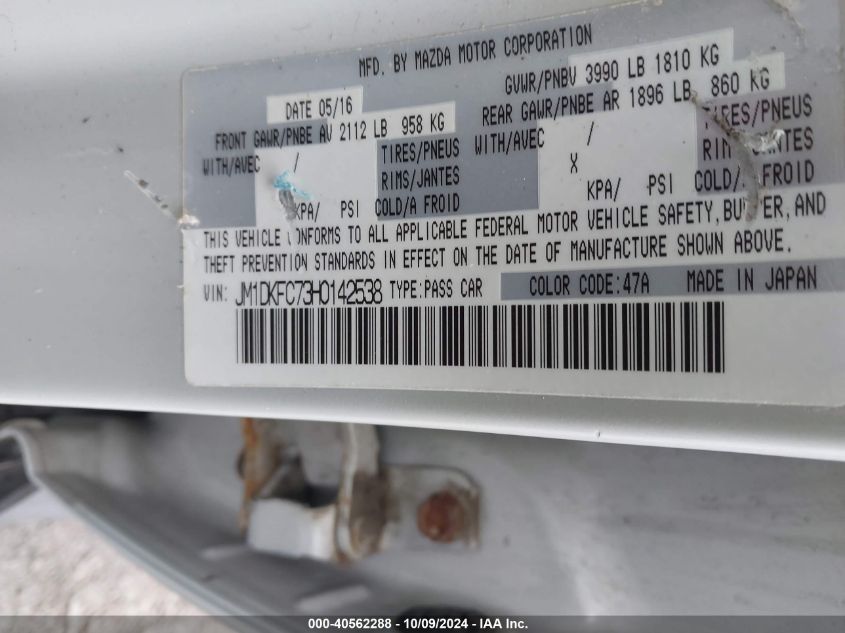 MFD. BY MAZDA MOTOR CORPORATION
DATE 05/16 GVWR/PNBV 3990 LB 1810 KG
FRONT GAWR/PNBE AV 2112 LB 958 KG REAR GAWR/PNBE AR 1896 LB 860 KG
WITH/AVEC / TIRES/PNEUS WITH/AVEC / TIRES/PNEUS
RIMS/JANTES X JANTES
KPA/ PSI COLD/A FROID KPA/ PSI COLD/A FROID
THIS VEHICLE TO ALL APPLICABLE FEDERAL MOTOR VEHICLE SAFETY, AND
THEFT PREVENTION STANDARDS IN EFFECT ON THE DATE OF MANUFACTURE SHOWN ABOVE.
VIN: JM1DKFC73H0142538 TYPE:PASS CAR COLOR CODE:47A MADE IN JAPAN
000-40562288 - 10/09/2024 - IAA Inc.